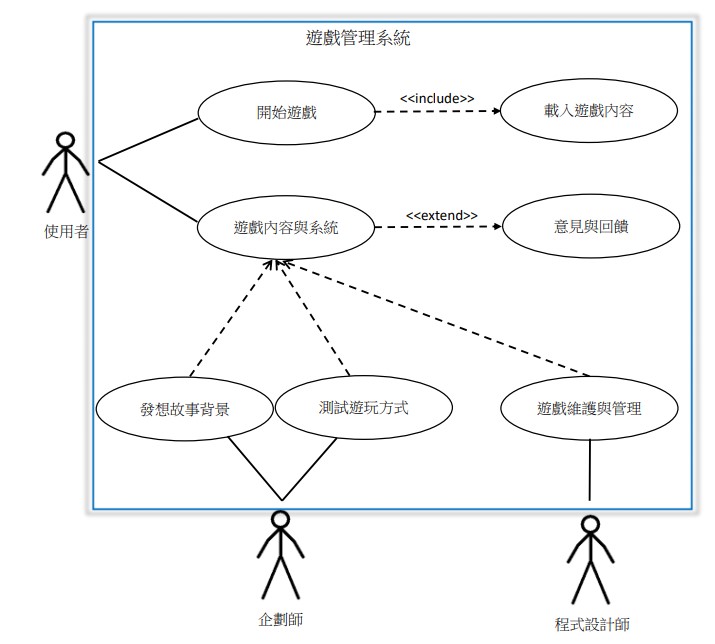 遊戲管理系統
開始遊戲
<<include>>
載入遊戲內容
使用者
遊戲內容與系統
<<extend>>
意見與回饋
發想故事背景
測試遊玩方式
遊戲維護與管理
企劃師
程式設計師